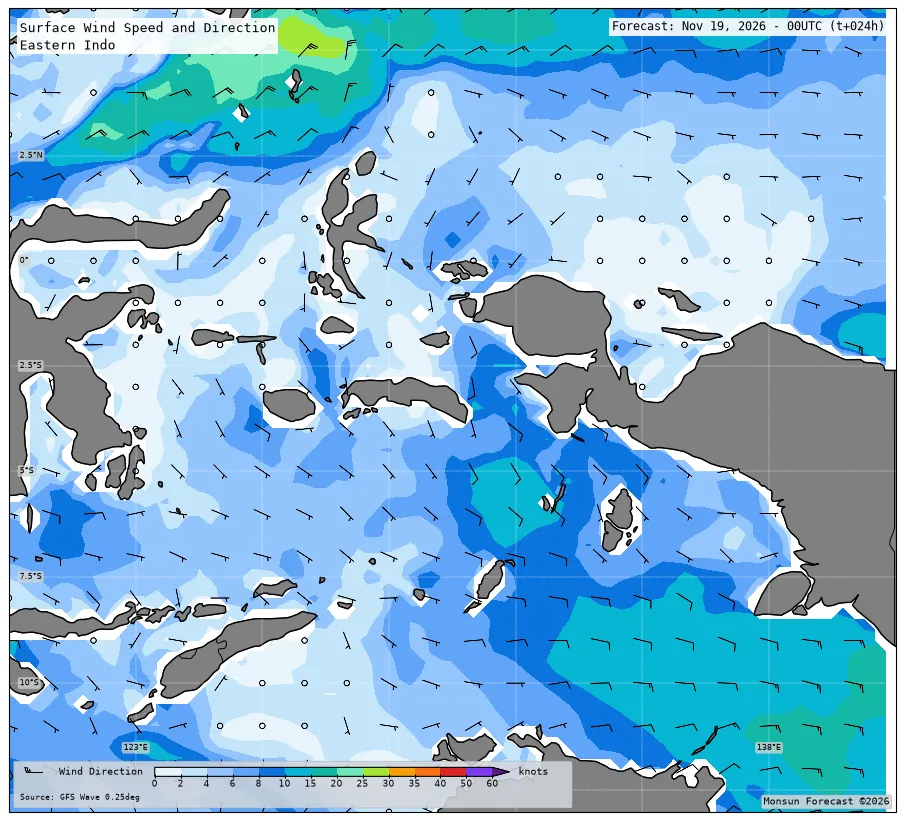 Surface Wind Speed and Direction
Eastern Indo
Forecast: Nov 19, 2026 - 00UTC (t+024h)
2.5°N
0°
2.5°S
5°S
7.5°S
10°S
123°E
138°E
Wind Direction
0 2 4 6 8 10 15 20 25 30 35 40 50 60
knots
Source: GFS Wave 0.25deg
Monsun Forecast ©2026